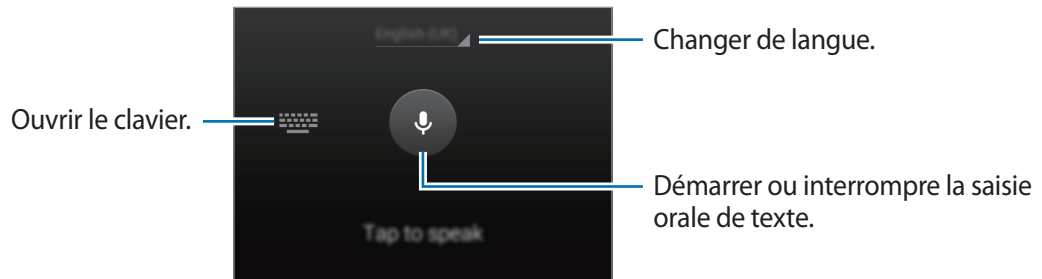 English (UK)
Changer de langue.
Ouvrir le clavier.
Démarrer ou interrompre la saisie
orale de texte.
Tap to speak